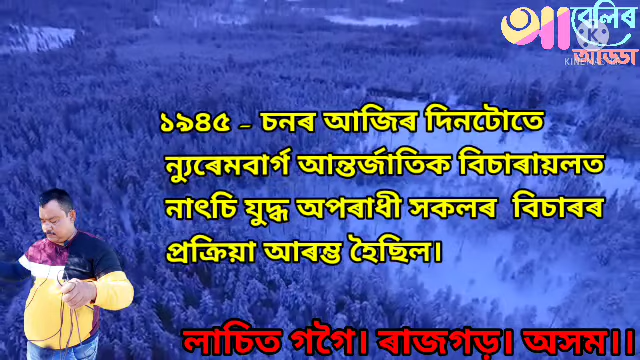 আবেলিৰ
আড্ডা
১৯৪৫ - চনৰ আজিৰ দিনটোতে
ন্যুৰেমবাৰ্গ আন্তৰ্জাতিক বিচাৰায়লত
নাৎচি যুদ্ধ অপৰাধী সকলৰ বিচাৰৰ
প্ৰক্ৰিয়া আৰম্ভ হৈছিল।
লাচিত গগৈ। ৰাজগড়। অসম।।